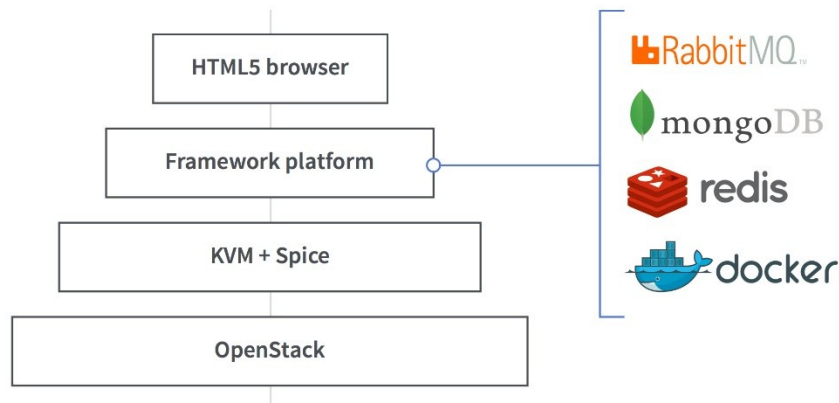 HTML5 browser
Framework platform
KVM + Spice
OpenStack
RabbitMQ
mongoDB
redis
docker